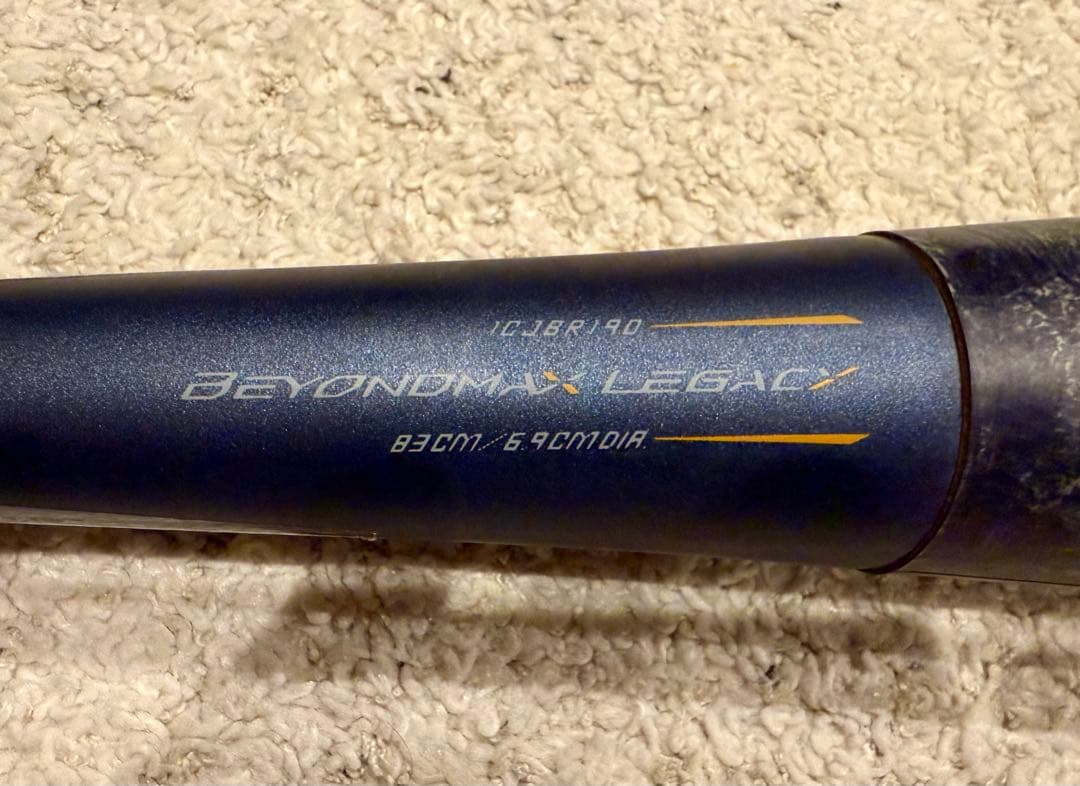 1CJBR190
BEYONDMAX LEGACY
83CM/6.9CMDIA.